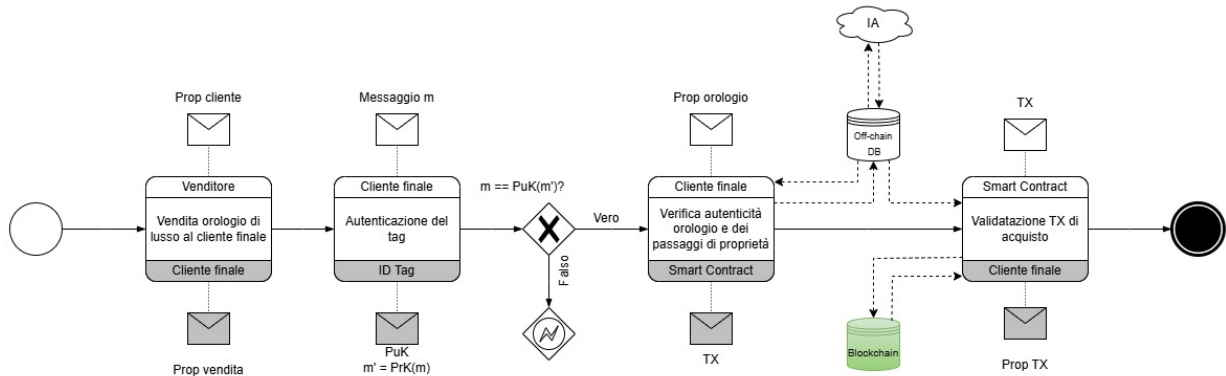 IA
Prop cliente
Messaggio m
Prop orologio
TX
Off-chain
DB
Venditore
Cliente finale
m == PuK(m')?
Cliente finale
Smart Contract
Vendita orologio di
lusso al cliente finale
Autenticazione del
tag
Vero
Verifica autenticità
orologio e dei
passaggi di proprietà
Validatazione TX di
acquisto
Cliente finale
ID Tag
Falso
Smart Contract
Cliente finale
Blockchain
Prop vendita
PuK
m' = PrK(m)
TX
Prop TX